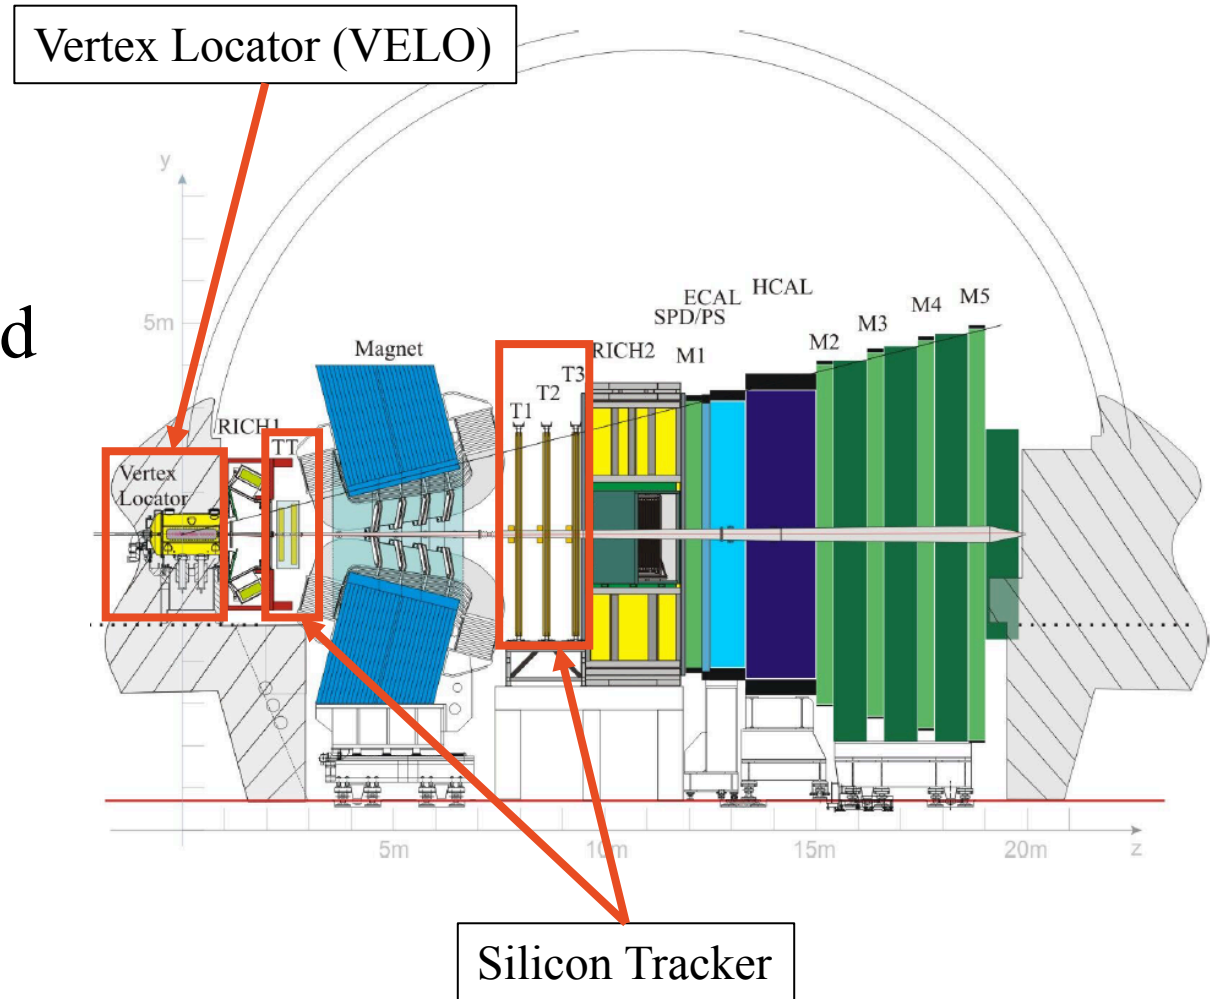 Vertex Locator (VELO)
y
d
5m
Magnet
RICH1
TT
Vertex
Locator
T1
T2
T3
RICH2
M1
SPD/PS
ECAL
HCAL
M2
M3
M4
M5
5m
10m
15m
20m
z
Silicon Tracker